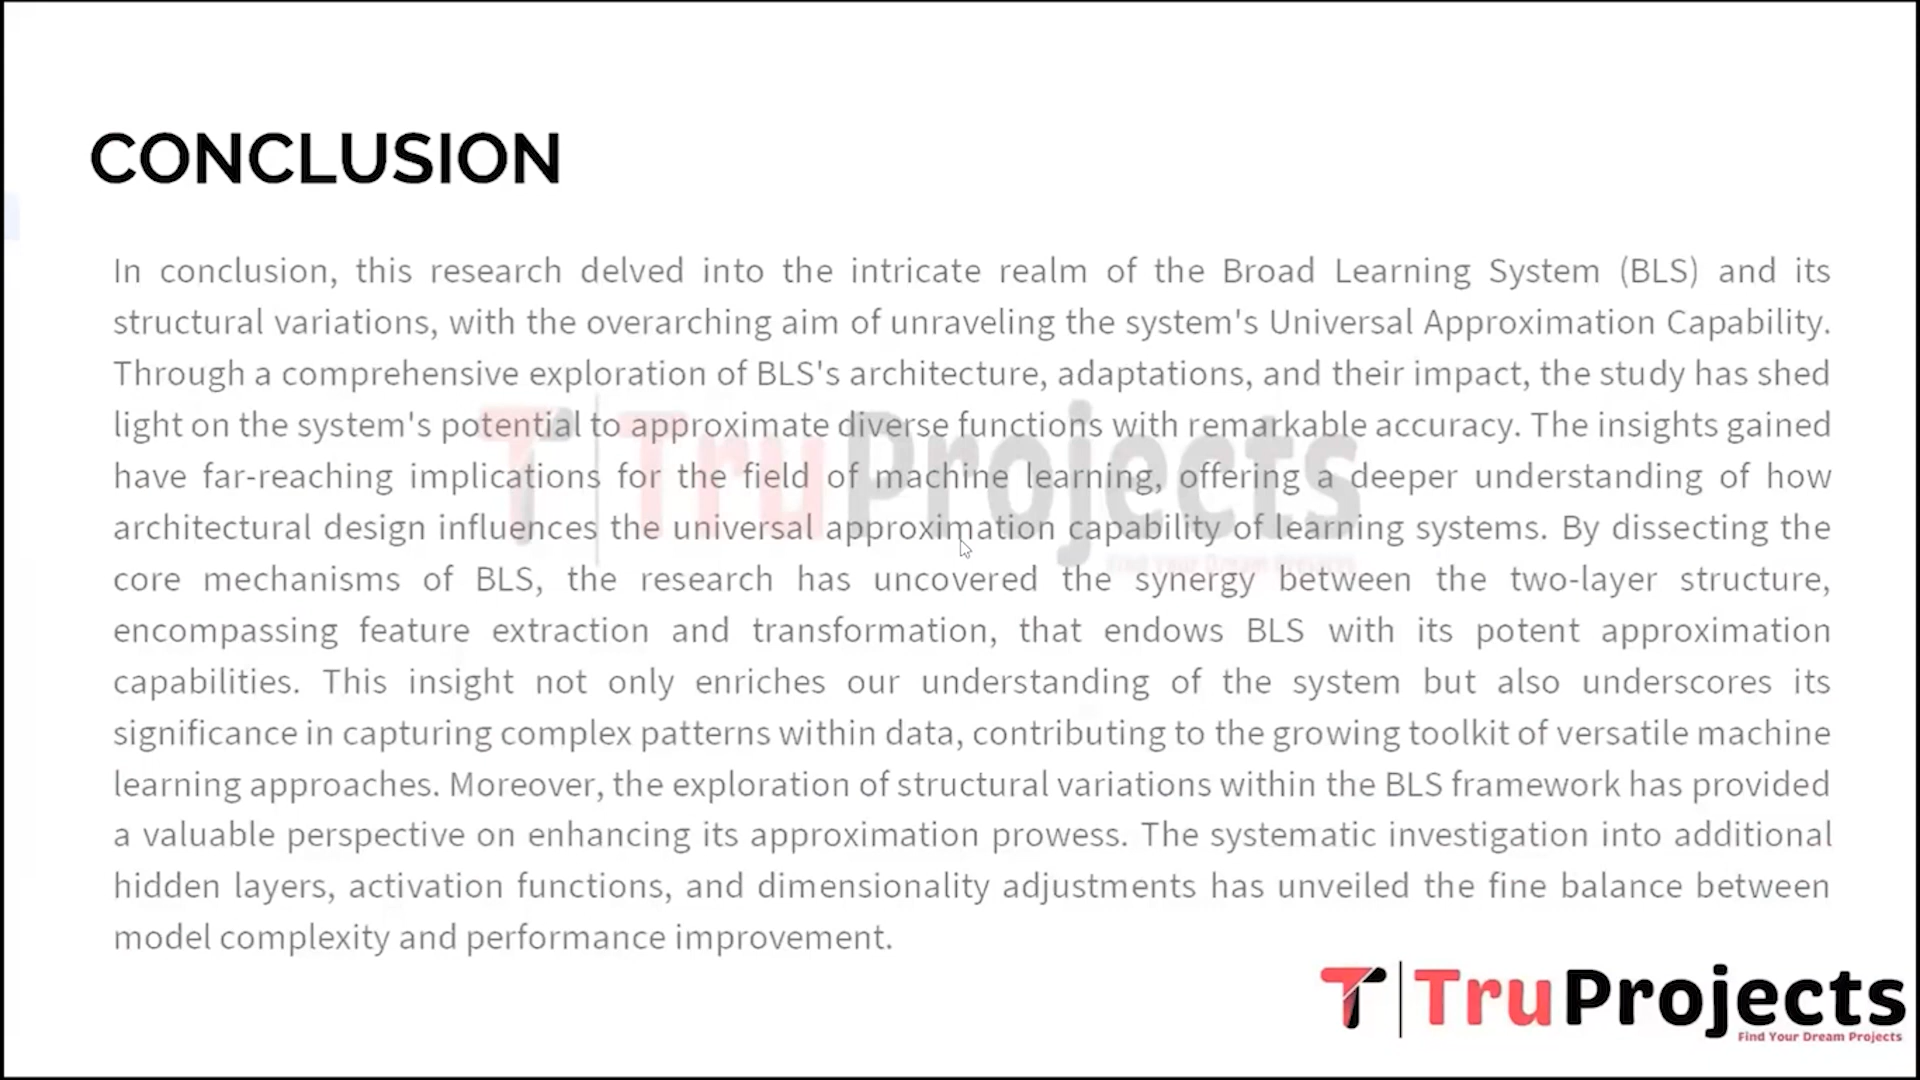 CONCLUSION
In conclusion, this research delved into the intricate realm of the Broad Learning System (BLS) and its
structural variations, with the overarching aim of unraveling the system's Universal Approximation Capability.
Through a comprehensive exploration of BLS's architecture, adaptations, and their impact, the study has shed
light on the system's potential to approximate diverse functions with remarkable accuracy. The insights gained
have far-reaching implications for the field of machine learning, offering a deeper understanding of how
architectural design influences the universal approximation capability of learning systems. By dissecting the
core mechanisms of BLS, the research has uncovered the synergy between the two-layer structure,
encompassing feature extraction and transformation, that endows BLS with its potent approximation
capabilities. This insight not only enriches our understanding of the system but also underscores its
significance in capturing complex patterns within data, contributing to the growing toolkit of versatile machine
learning approaches. Moreover, the exploration of structural variations within the BLS framework has provided
a valuable perspective on enhancing its approximation prowess. The systematic investigation into additional
hidden layers, activation functions, and dimensionality adjustments has unveiled the fine balance between
model complexity and performance improvement.
TruProjects
Find Your Dream Projects
TruProjects
Find Your Dream Projects